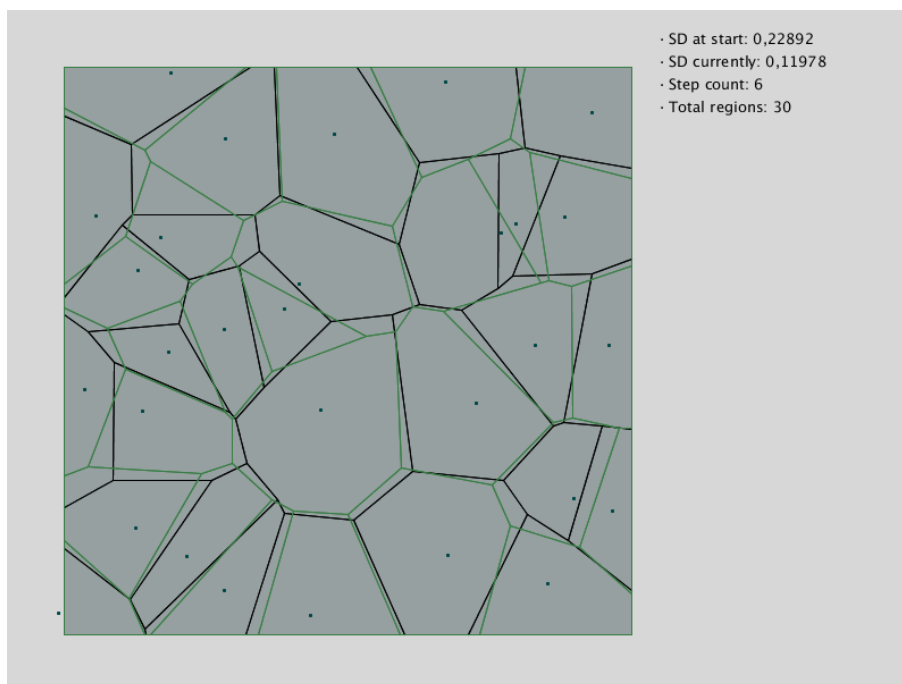 · SD at start: 0,22892
· SD currently: 0,11978
· Step count: 6
· Total regions: 30